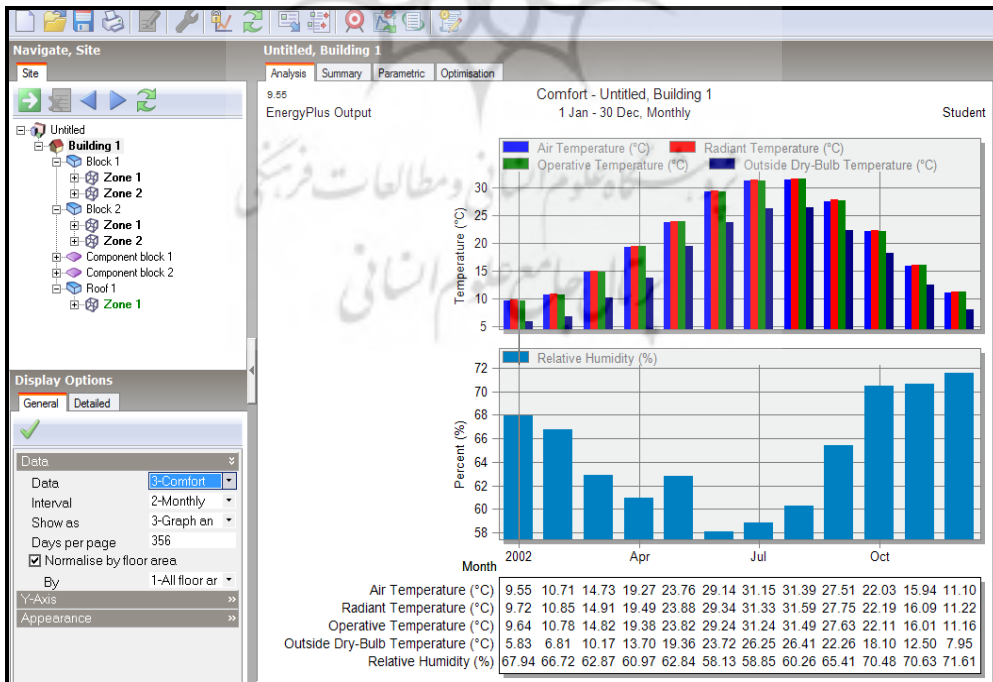 Navigate, Site
Site
Untitled
Building 1
Block 1
Zone 1
Zone 2
Block 2
Zone 1
Zone 2
Component block 1
Component block 2
Roof 1
Zone 1
Display Options
General Detailed
Data
Data 3-Comfort
Interval 2-Monthly
Show as 3-Graph an
Days per page 356
Normalise by floor area
By 1-All floor ar
Y-Axis
Appearance
Untitled, Building 1
Analysis Summary Parametric Optimisation
9.55 Comfort - Untitled, Building 1
EnergyPlus Output 1 Jan - 30 Dec, Monthly Student
Air Temperature (°C) Radiant Temperature (°C)
Operative Temperature (°C) Outside Dry-Bulb Temperature (°C)
Temperature (°C)
30
25
20
15
10
5
پژوهشگاه علوم انسانی و مطالعات فرهنگی
پرتال جامع علوم انسانی
Relative Humidity (%)
Percent (%)
72
70
68
66
64
62
60
58
2002 Apr Jul Oct
Month
Air Temperature (°C) 9.55 10.71 14.73 19.27 23.76 29.14 31.15 31.39 27.51 22.03 15.94 11.10
Radiant Temperature (°C) 9.72 10.85 14.91 19.49 23.88 29.34 31.33 31.59 27.75 22.19 16.09 11.22
Operative Temperature (°C) 9.64 10.78 14.82 19.38 23.82 29.24 31.24 31.49 27.63 22.11 16.01 11.16
Outside Dry-Bulb Temperature (°C) 5.83 6.81 10.17 13.70 19.36 23.72 26.25 26.41 22.26 18.10 12.50 7.95
Relative Humidity (%) 67.94 66.72 62.87 60.97 62.84 58.13 58.85 60.26 65.41 70.48 70.63 71.61